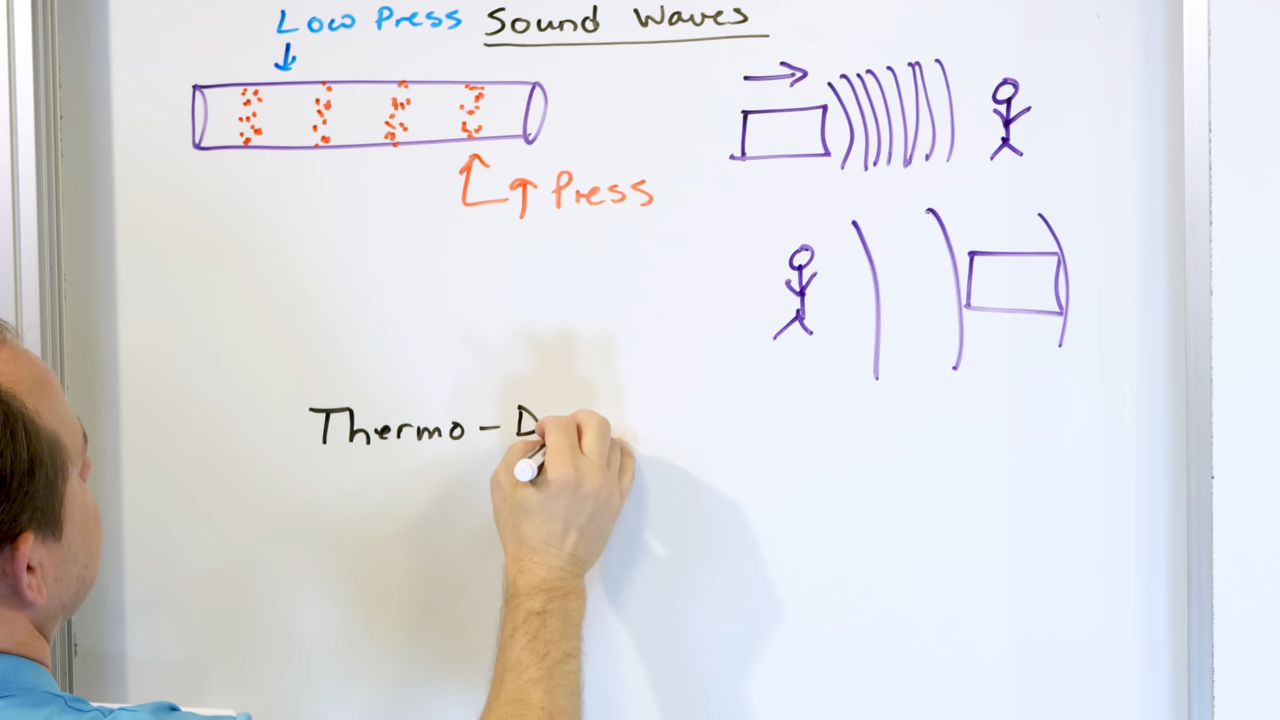 Low Press
Sound Waves
↑ Press
Thermo - D